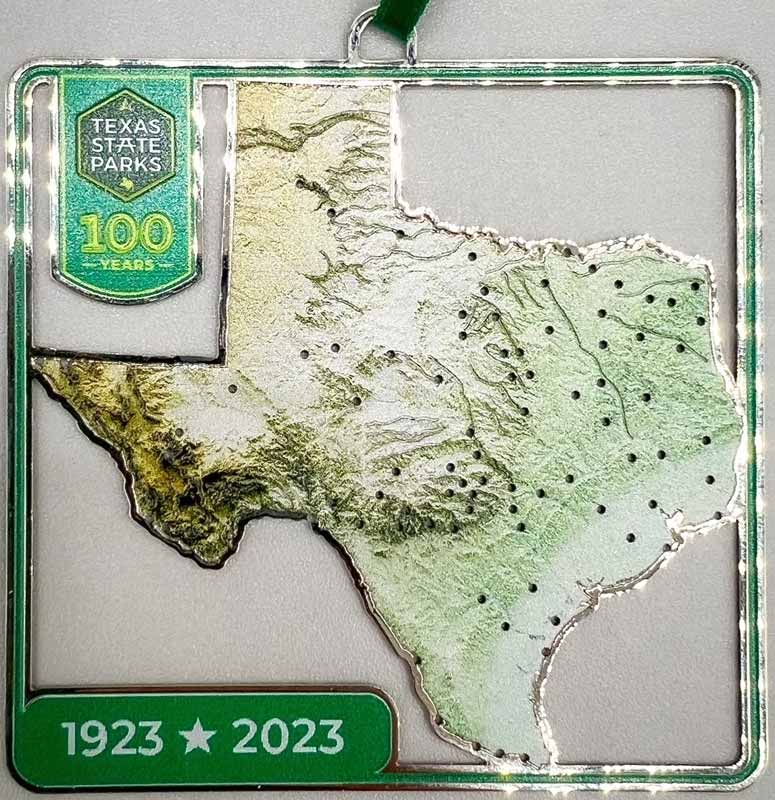 TEXAS
STATE
PARKS
100
YEARS
1923 ★ 2023